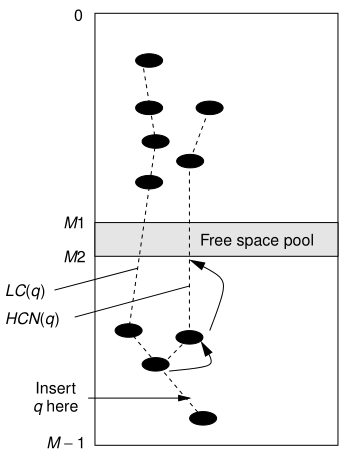 0
M1
Free space pool
M2
LC(q)
HCN(q)
Insert
q here
M – 1